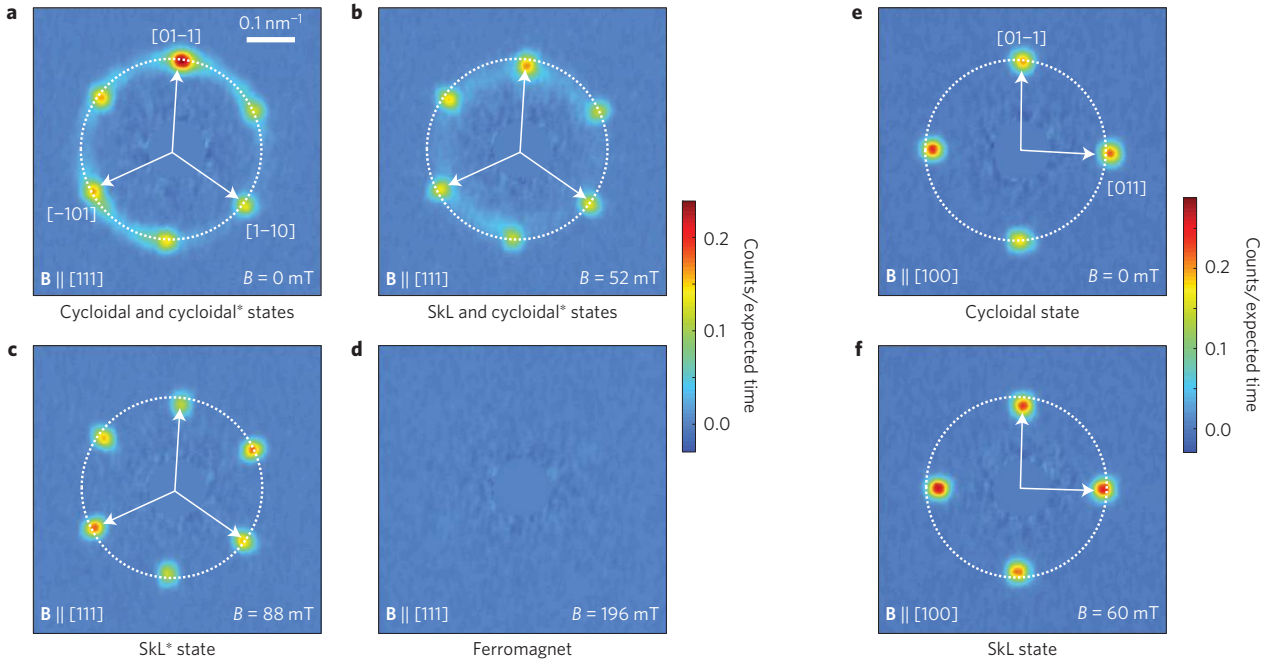 a
[01−1]
0.1 nm⁻¹
[−101]
[1−10]
B || [111]
B = 0 mT
Cycloidal and cycloidal* states
b
B || [111]
B = 52 mT
SkL and cycloidal* states
c
B || [111]
B = 88 mT
SkL* state
d
B || [111]
B = 196 mT
Ferromagnet
0.2
0.1
0.0
Counts/expected time
e
[01−1]
[011]
B || [100]
B = 0 mT
Cycloidal state
f
B || [100]
B = 60 mT
SkL state
0.2
0.1
0.0
Counts/expected time